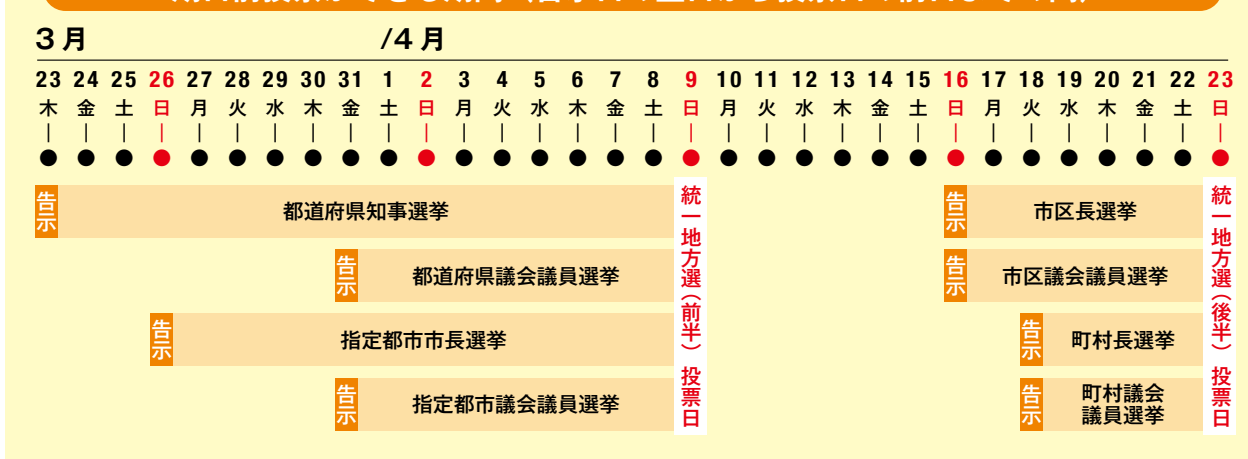 3月 /4月
23 24 25 26 27 28 29 30 31 1 2 3 4 5 6 7 8 9 10 11 12 13 14 15 16 17 18 19 20 21 22 23
木 金 土 日 月 火 水 木 金 土 日 月 火 水 木 金 土 日 月 火 水 木 金 土 日 月 火 水 木 金 土 日
告示 都道府県知事選挙
告示 都道府県議会議員選挙
告示 指定都市市長選挙
告示 指定都市議会議員選挙
統一地方選(前半) 投票日
告示 市区長選挙
告示 市区議会議員選挙
告示 町村長選挙
告示 町村議会
議員選挙
統一地方選(後半) 投票日